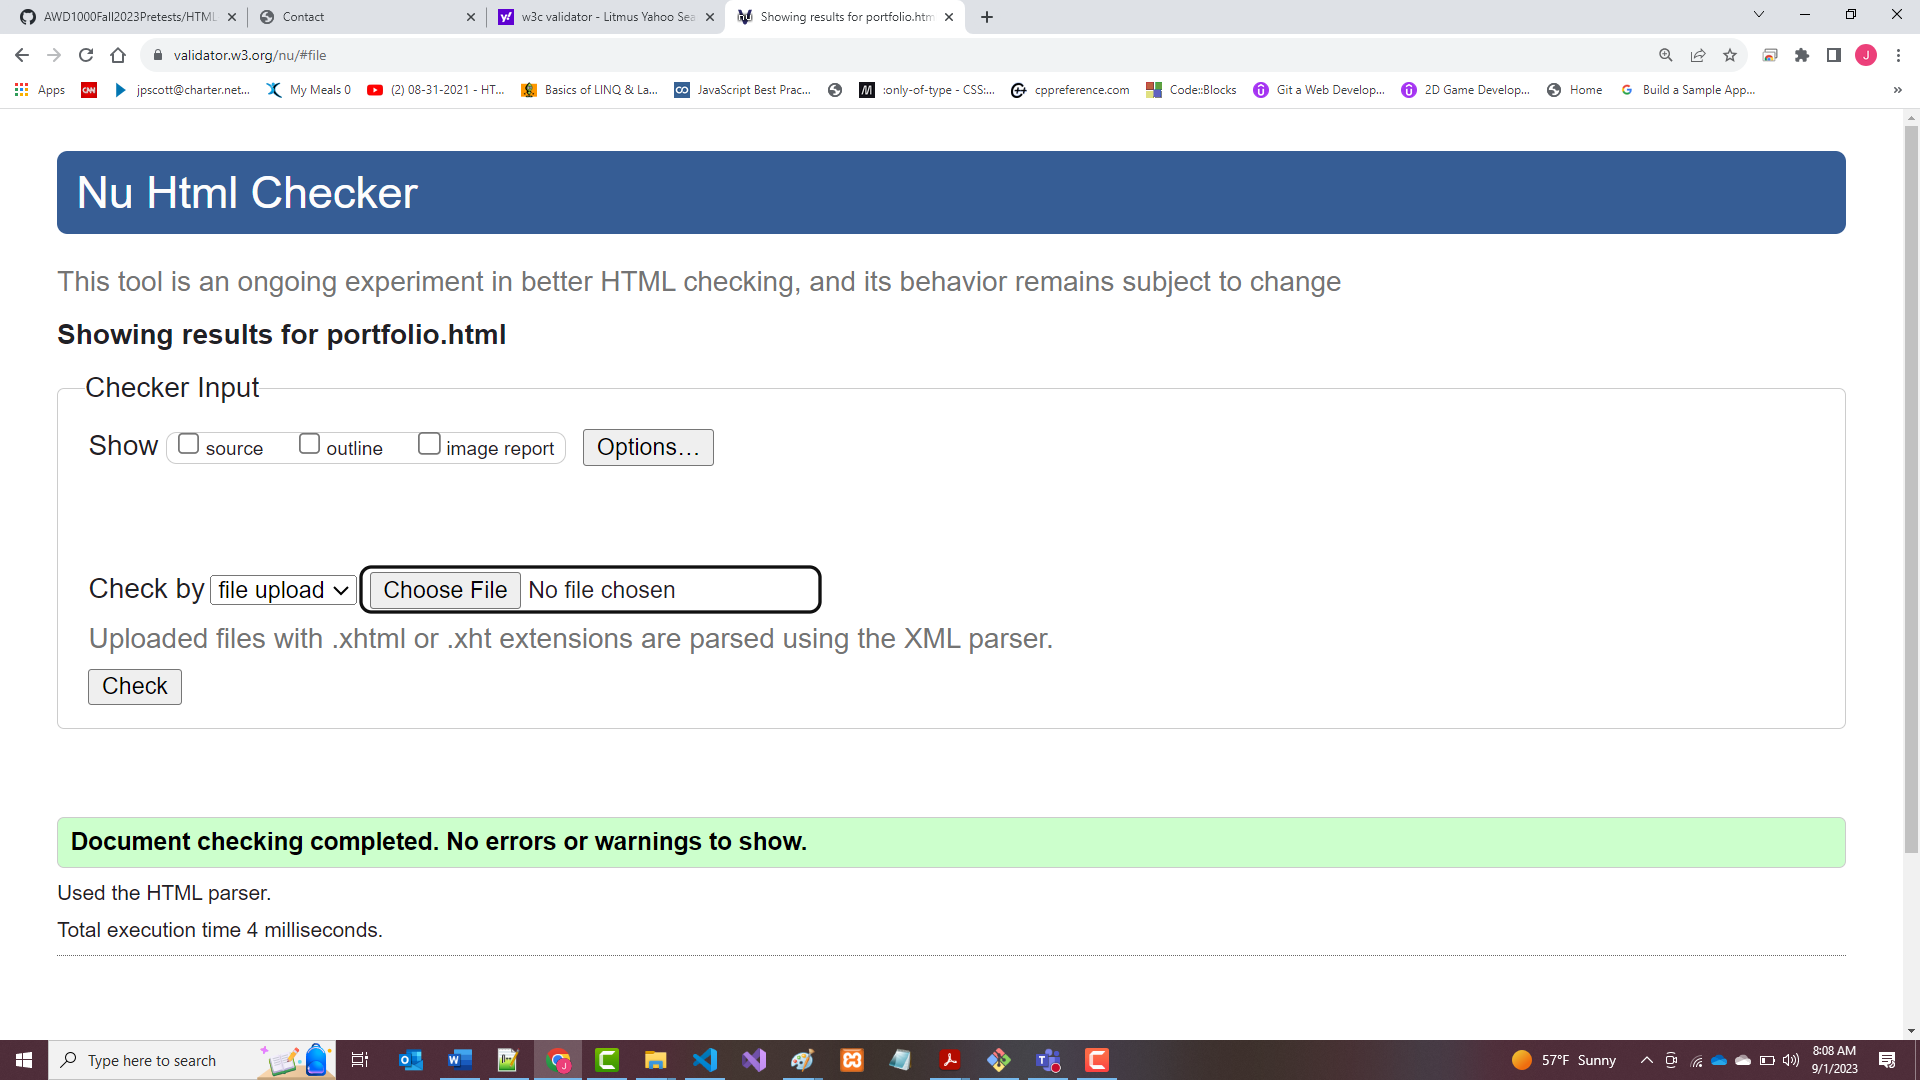 AWD1000Fall2023Pretests/HTML
Contact
w3c validator - Litmus Yahoo Sea
Showing results for portfolio.htm
validator.w3.org/nu/#file
J
Apps
CNN
jpscott@charter.net...
My Meals 0
(2) 08-31-2021 - HT...
Basics of LINQ & La...
JavaScript Best Prac...
:only-of-type - CSS:...
cppreference.com
Code::Blocks
Git a Web Develop...
2D Game Develop...
Home
Build a Sample App...
Nu Html Checker
This tool is an ongoing experiment in better HTML checking, and its behavior remains subject to change
Showing results for portfolio.html
Checker Input
Show source outline image report Options...
Check by file upload Choose File No file chosen
Uploaded files with .xhtml or .xht extensions are parsed using the XML parser.
Check
Document checking completed. No errors or warnings to show.
Used the HTML parser.
Total execution time 4 milliseconds.
Type here to search
57°F Sunny
8:08 AM
9/1/2023